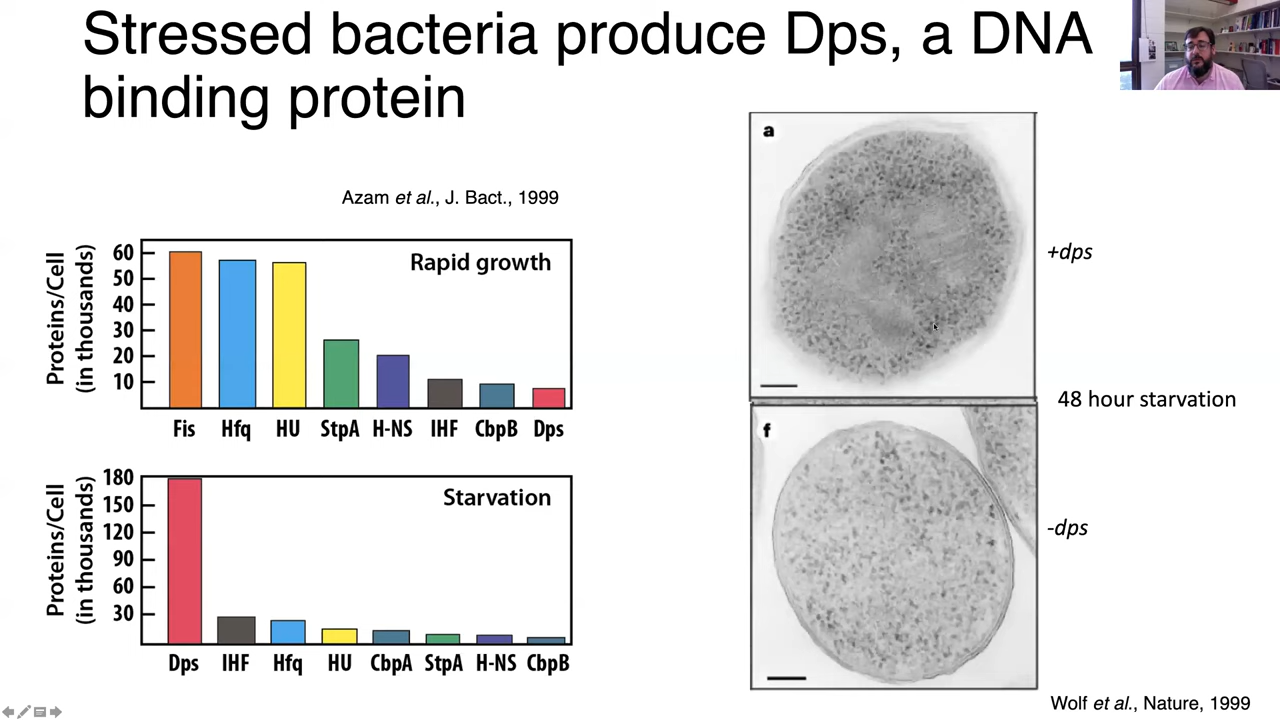 Stressed bacteria produce Dps, a DNA
binding protein
Azam et al., J. Bact., 1999
Proteins/Cell
(in thousands)
60
50
40
30
20
10
Rapid growth
Fis Hfq HU StpA H-NS IHF CbpB Dps
Proteins/Cell
(in thousands)
180
150
120
90
60
30
Starvation
Dps IHF Hfq HU CbpA StpA H-NS CbpB
a
+dps
48 hour starvation
f
-dps
Wolf et al., Nature, 1999